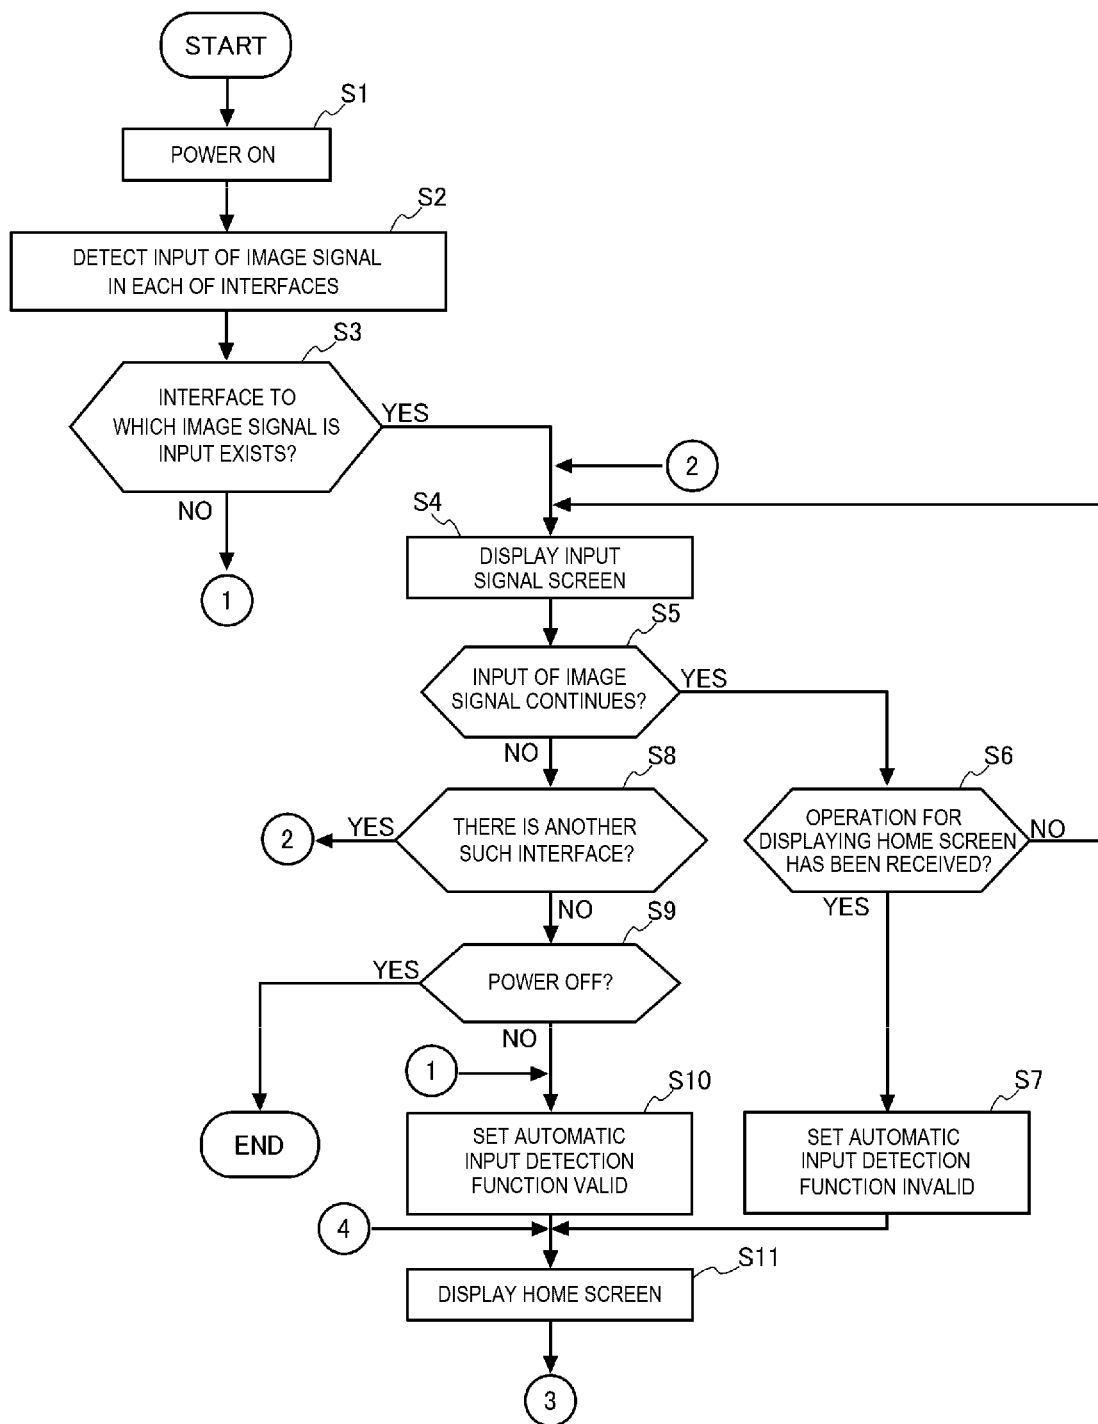 START
S1
POWER ON
S2
DETECT INPUT OF IMAGE SIGNAL
IN EACH OF INTERFACES
S3
INTERFACE TO
WHICH IMAGE SIGNAL IS
INPUT EXISTS?
YES
NO
2
1
S4
DISPLAY INPUT
SIGNAL SCREEN
S5
INPUT OF IMAGE
SIGNAL CONTINUES?
YES
NO
S6
OPERATION FOR
DISPLAYING HOME SCREEN
HAS BEEN RECEIVED?
NO
YES
S8
THERE IS ANOTHER
SUCH INTERFACE?
YES
2
NO
S9
POWER OFF?
YES
NO
END
1
S10
SET AUTOMATIC
INPUT DETECTION
FUNCTION VALID
S7
SET AUTOMATIC
INPUT DETECTION
FUNCTION INVALID
4
S11
DISPLAY HOME SCREEN
3